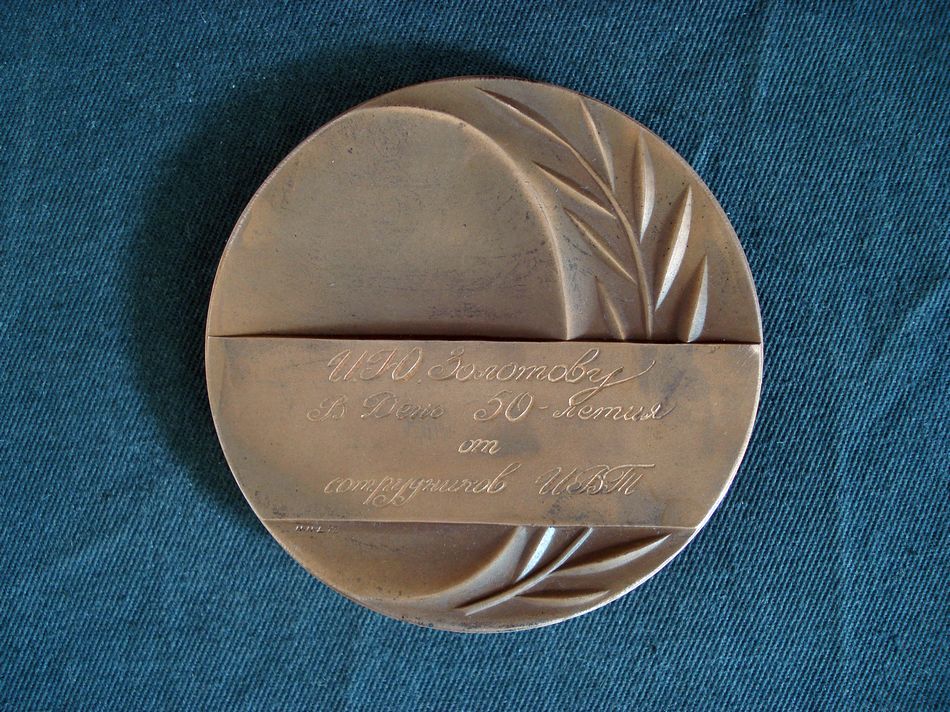 И.Ю. Золотову
В День 50-летия
от
сотрудников ИВТ